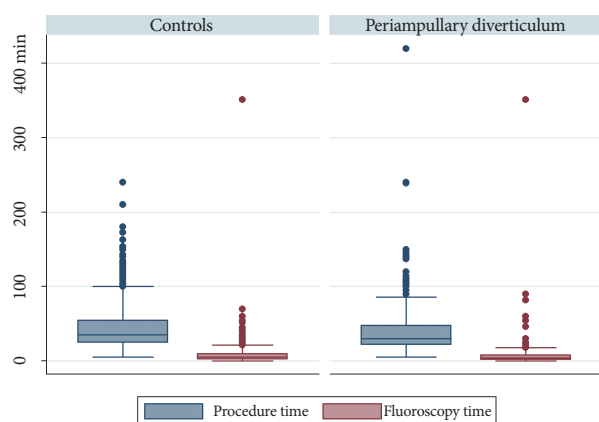 Controls
Periampullary diverticulum
400 min
300
200
100
0
Procedure time
Fluoroscopy time